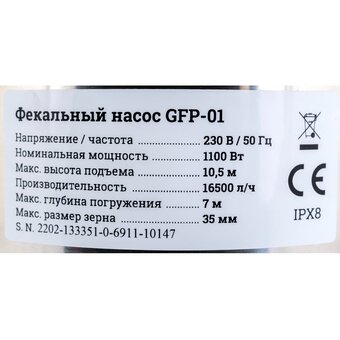 Фекальный насос GFP-01
Напряжение / частота ........ 230 В / 50 Гц
Номинальная мощность ........ 1100 Вт
Макс. высота подъема ........ 10,5 м
Производительность ........ 16500 л/ч
Макс. глубина погружения ........ 7 м
Макс. размер зерна ........ 35 мм
S. N. 2202-133351-0-6911-10147
CE
IPX8